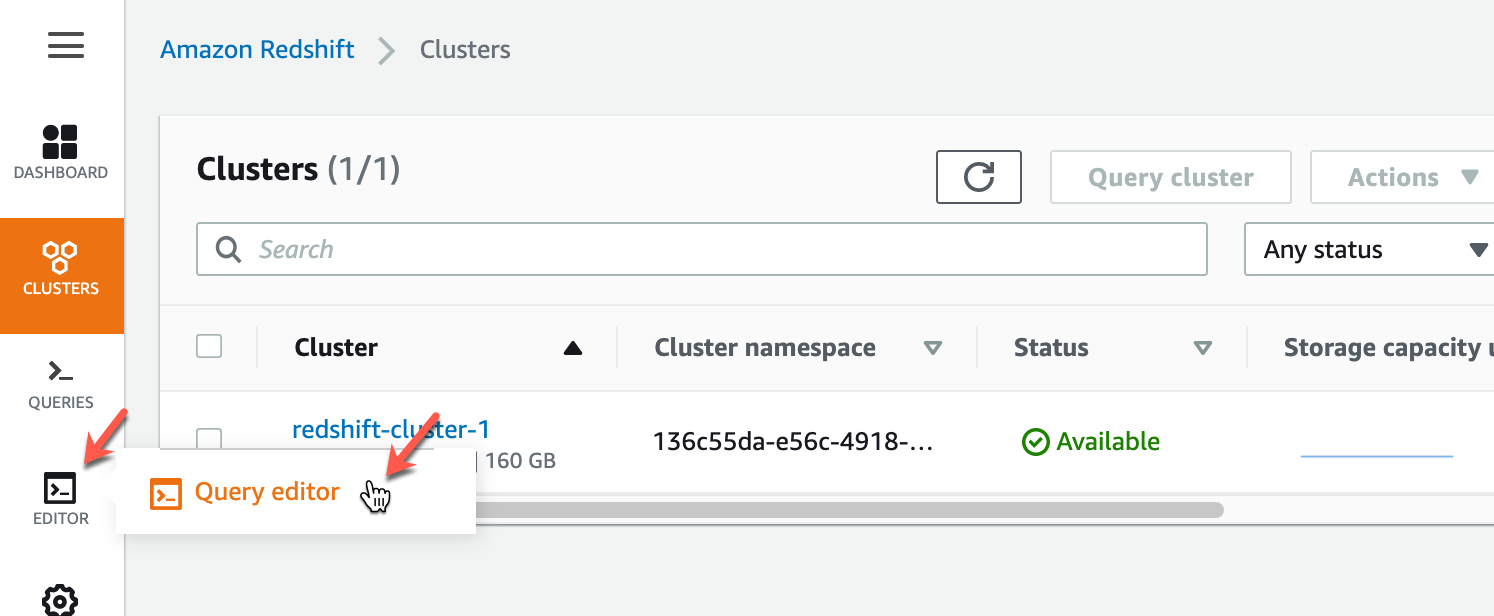 Amazon Redshift > Clusters
DASHBOARD
CLUSTERS
QUERIES
EDITOR
Clusters (1/1)
Query cluster
Actions
Search
Any status
Cluster
Cluster namespace
Status
Storage capacity
redshift-cluster-1
160 GB
136c55da-e56c-4918-...
Available
Query editor